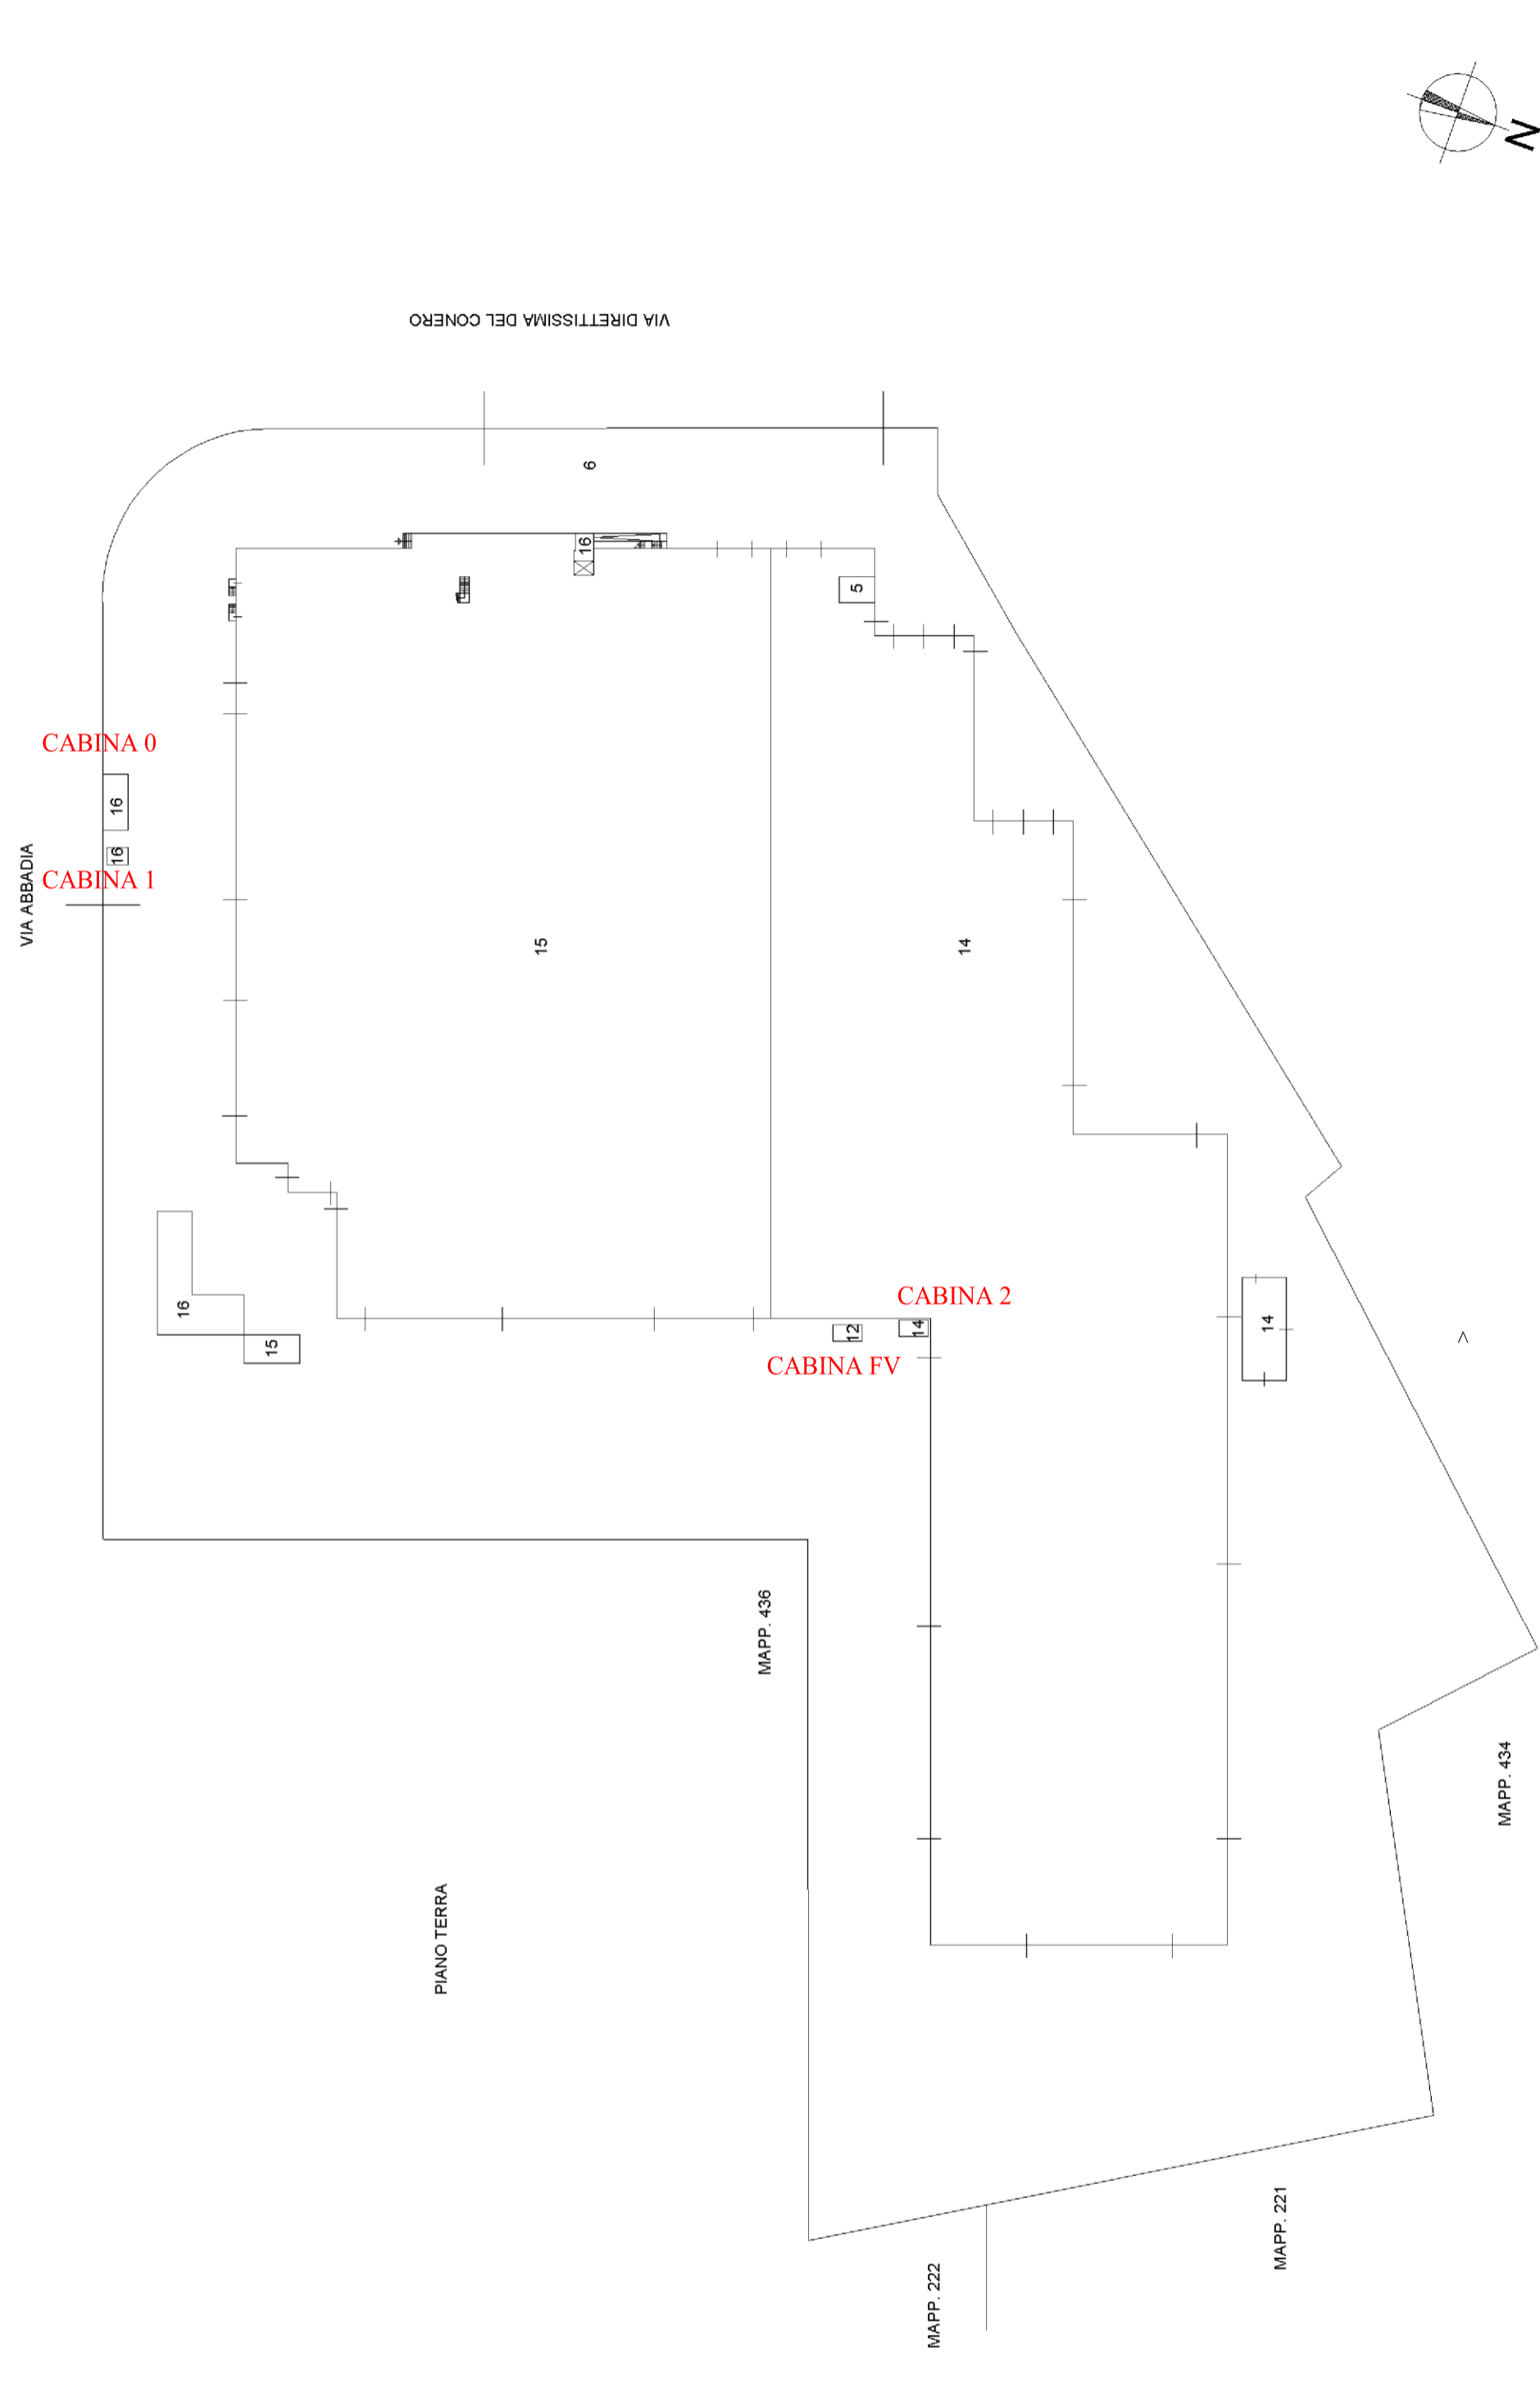 N
VIA DIRETTISSIMA DEL CONERO
6
16
5
CABINA 0
16
16
CABINA 1
VIA ABBADIA
15
14
16
15
CABINA 2
12
14
14
CABINA FV
MAPP. 436
MAPP. 434
PIANO TERRA
MAPP. 221
MAPP. 222